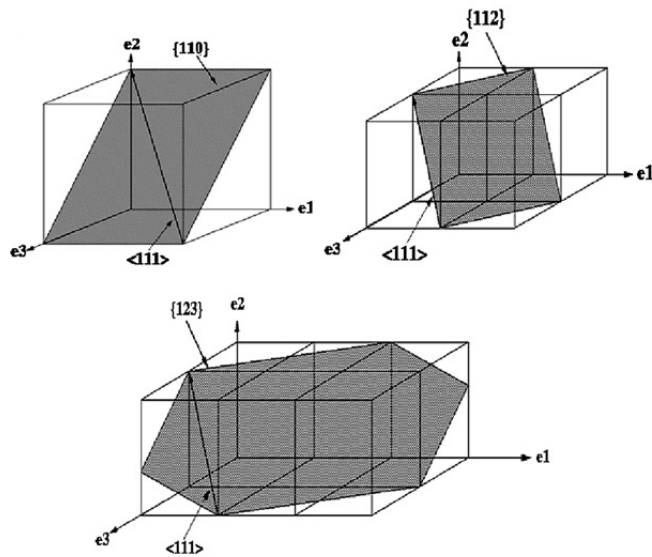 e2
{110}
e1
e3
<111>
e2
{112}
e1
e3
<111>
e2
{123}
e1
e3
<111>